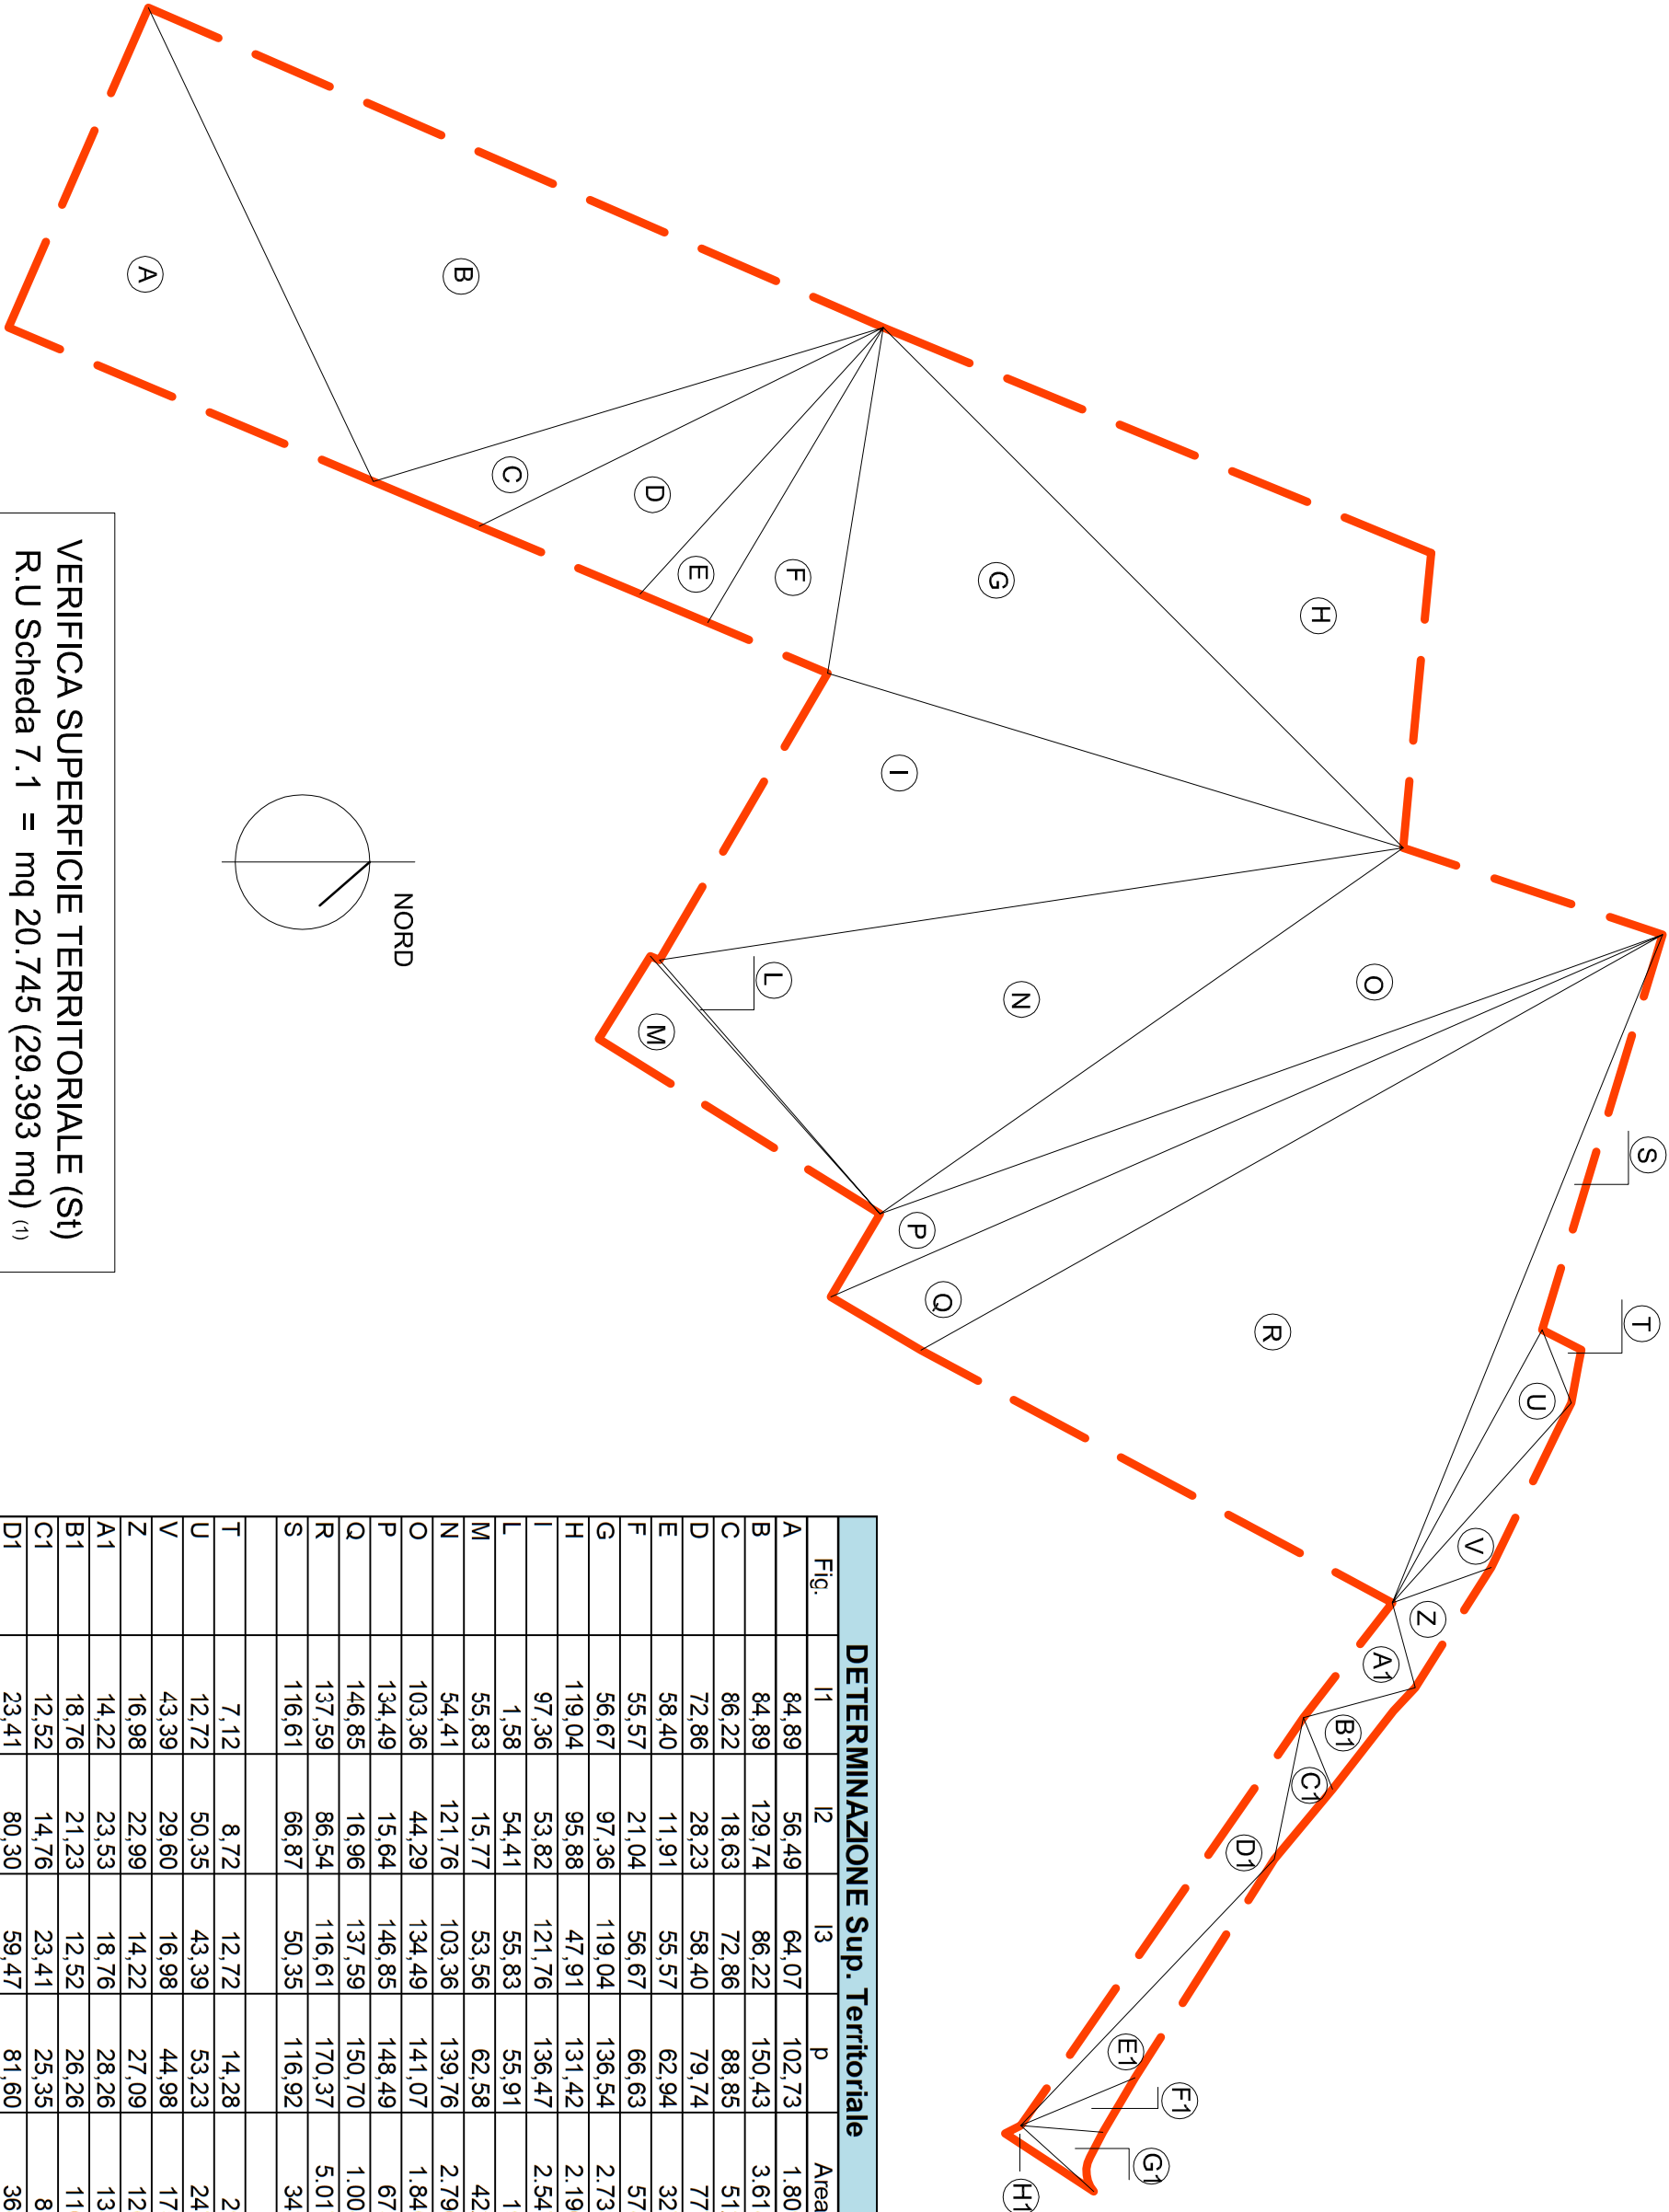 S
T
H
O
U
V
Z
A1
B1
C1
D1
R
E1
F1
G1
H1
G
N
Q
P
I
F
L
E
M
D
C
B
A
NORD
VERIFICA SUPERFICIE TERRITORIALE (St)
R.U Scheda 7.1 = mq 20.745 (29.393 mq) (1)
DETERMINAZIONE Sup. Territoriale
Fig. l1 l2 l3 p Area
A 84,89 56,49 64,07 102,73 1.80
B 84,89 129,74 86,22 150,43 3.61
C 86,22 18,63 72,86 88,85 51
D 72,86 28,23 58,40 79,74 77
E 58,40 11,91 55,57 62,94 32
F 55,57 21,04 56,67 66,63 57
G 56,67 97,36 119,04 136,54 2.73
H 119,04 95,88 47,91 131,42 2.19
I 97,36 53,82 121,76 136,47 2.54
L 1,58 54,41 55,83 55,91 1
M 55,83 15,77 53,56 62,58 42
N 54,41 121,76 103,36 139,76 2.79
O 103,36 44,29 134,49 141,07 1.84
P 134,49 15,64 146,85 148,49 67
Q 146,85 16,96 137,59 150,70 1.00
R 137,59 86,54 116,61 170,37 5.01
S 116,61 66,87 50,35 116,92 34
T 7,12 8,72 12,72 14,28 2
U 12,72 50,35 43,39 53,23 24
V 43,39 29,60 16,98 44,98 17
Z 16,98 22,99 14,22 27,09 12
A1 14,22 23,53 18,76 28,26 13
B1 18,76 21,23 12,52 26,26 11
C1 12,52 14,76 23,41 25,35 8
D1 23,41 80,30 59,47 81,60 36